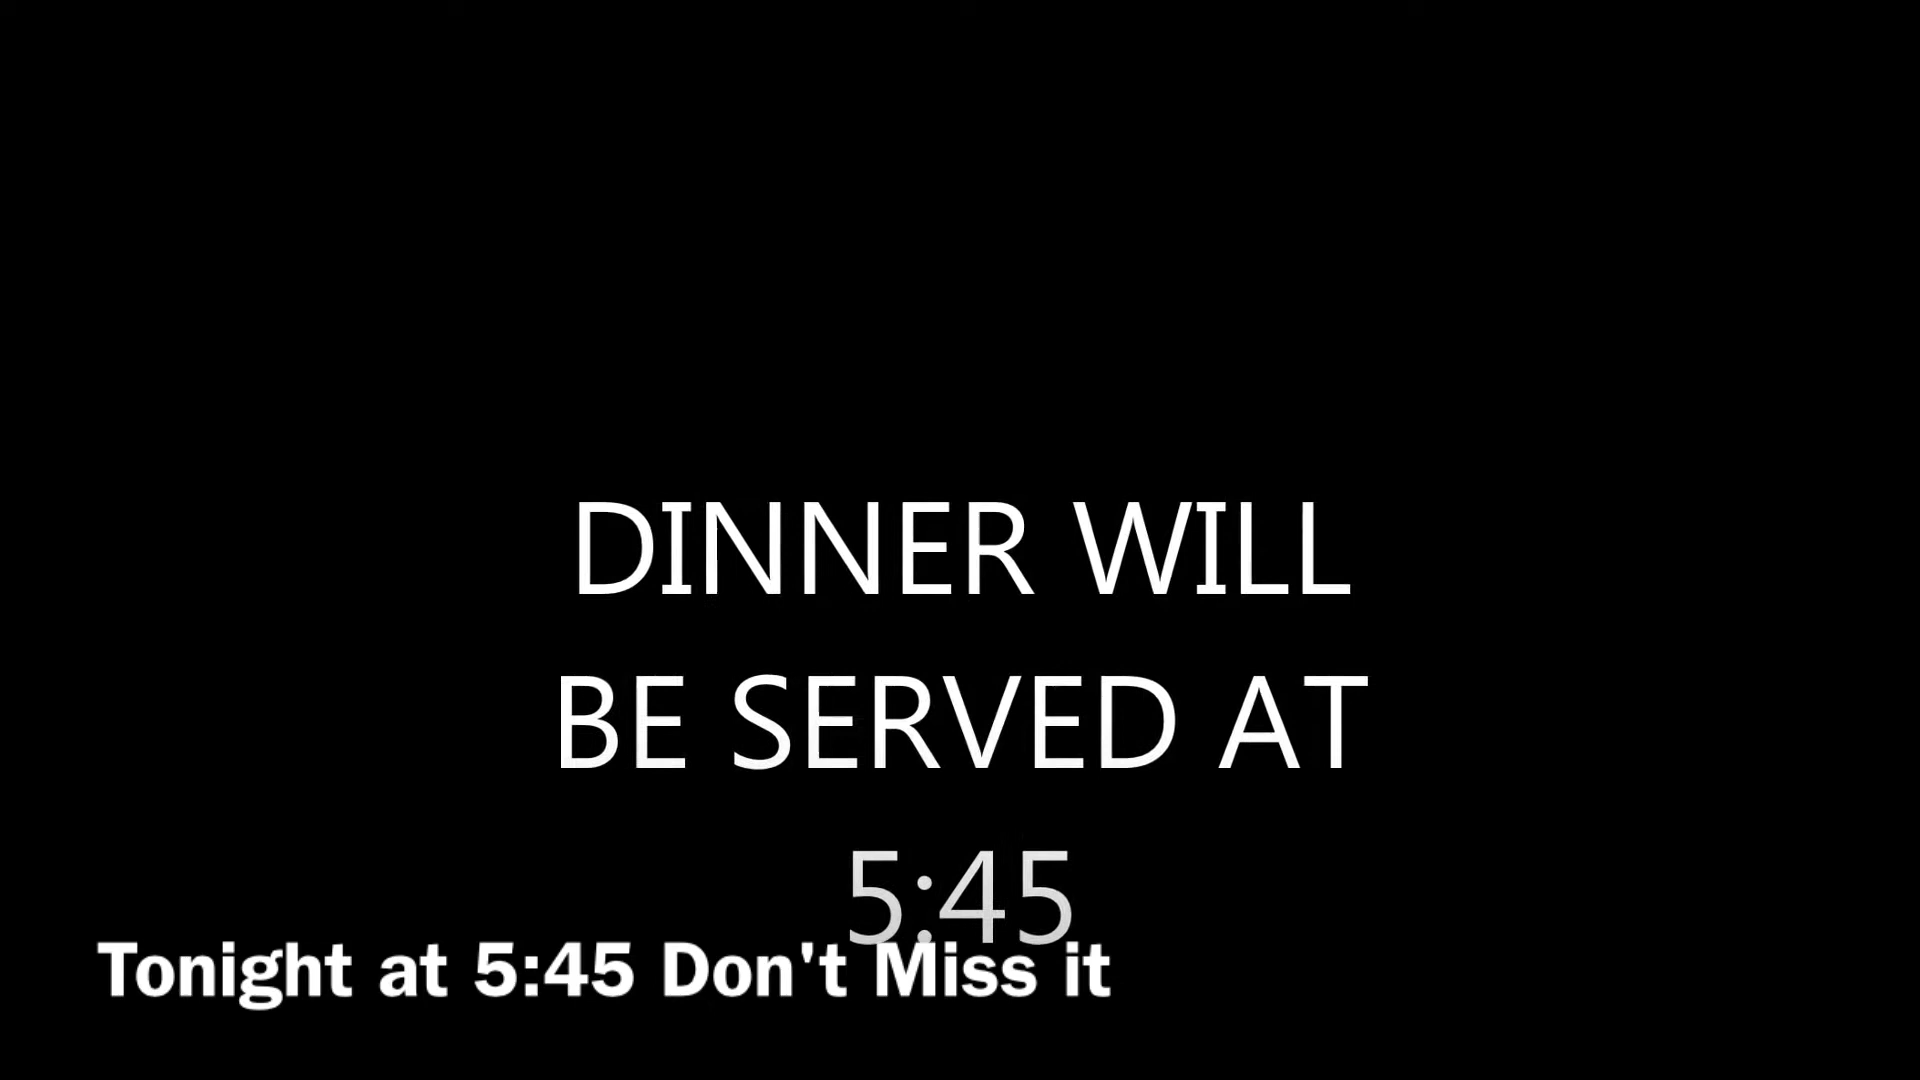 DINNER WILL
BE SERVED AT
5:45
Tonight at 5:45 Don't Miss it